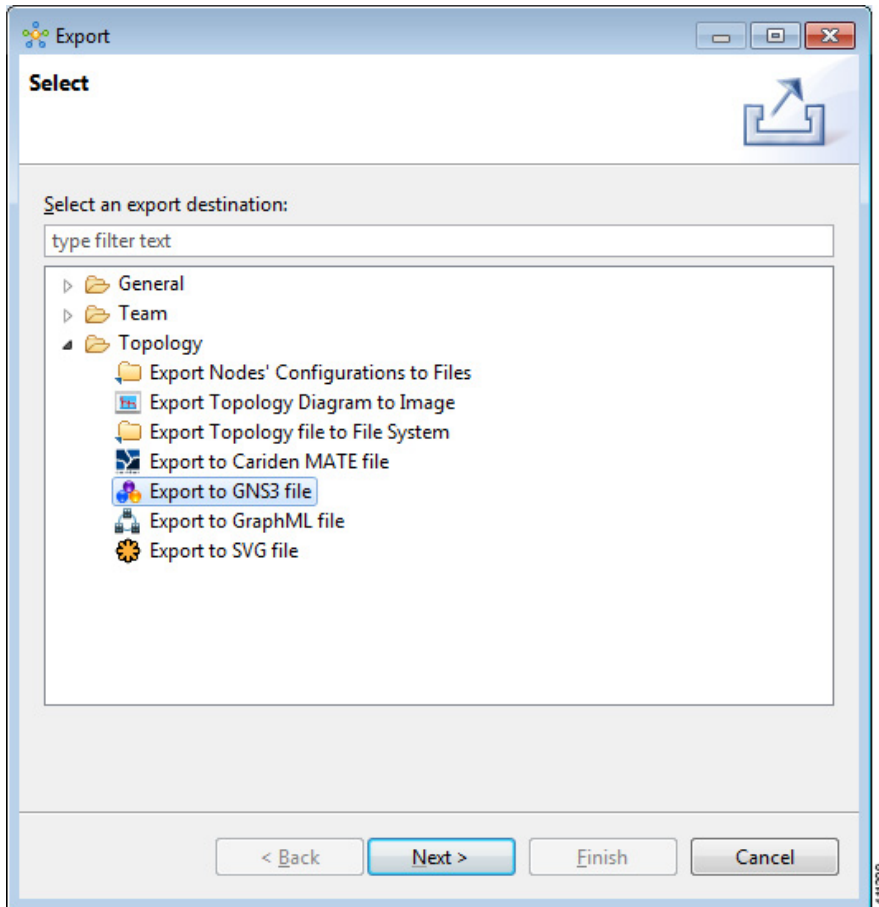 Export
Select
Select an export destination:
type filter text
General
Team
Topology
Export Nodes' Configurations to Files
Export Topology Diagram to Image
Export Topology file to File System
Export to Cariden MATE file
Export to GNS3 file
Export to GraphML file
Export to SVG file
< Back
Next >
Finish
Cancel